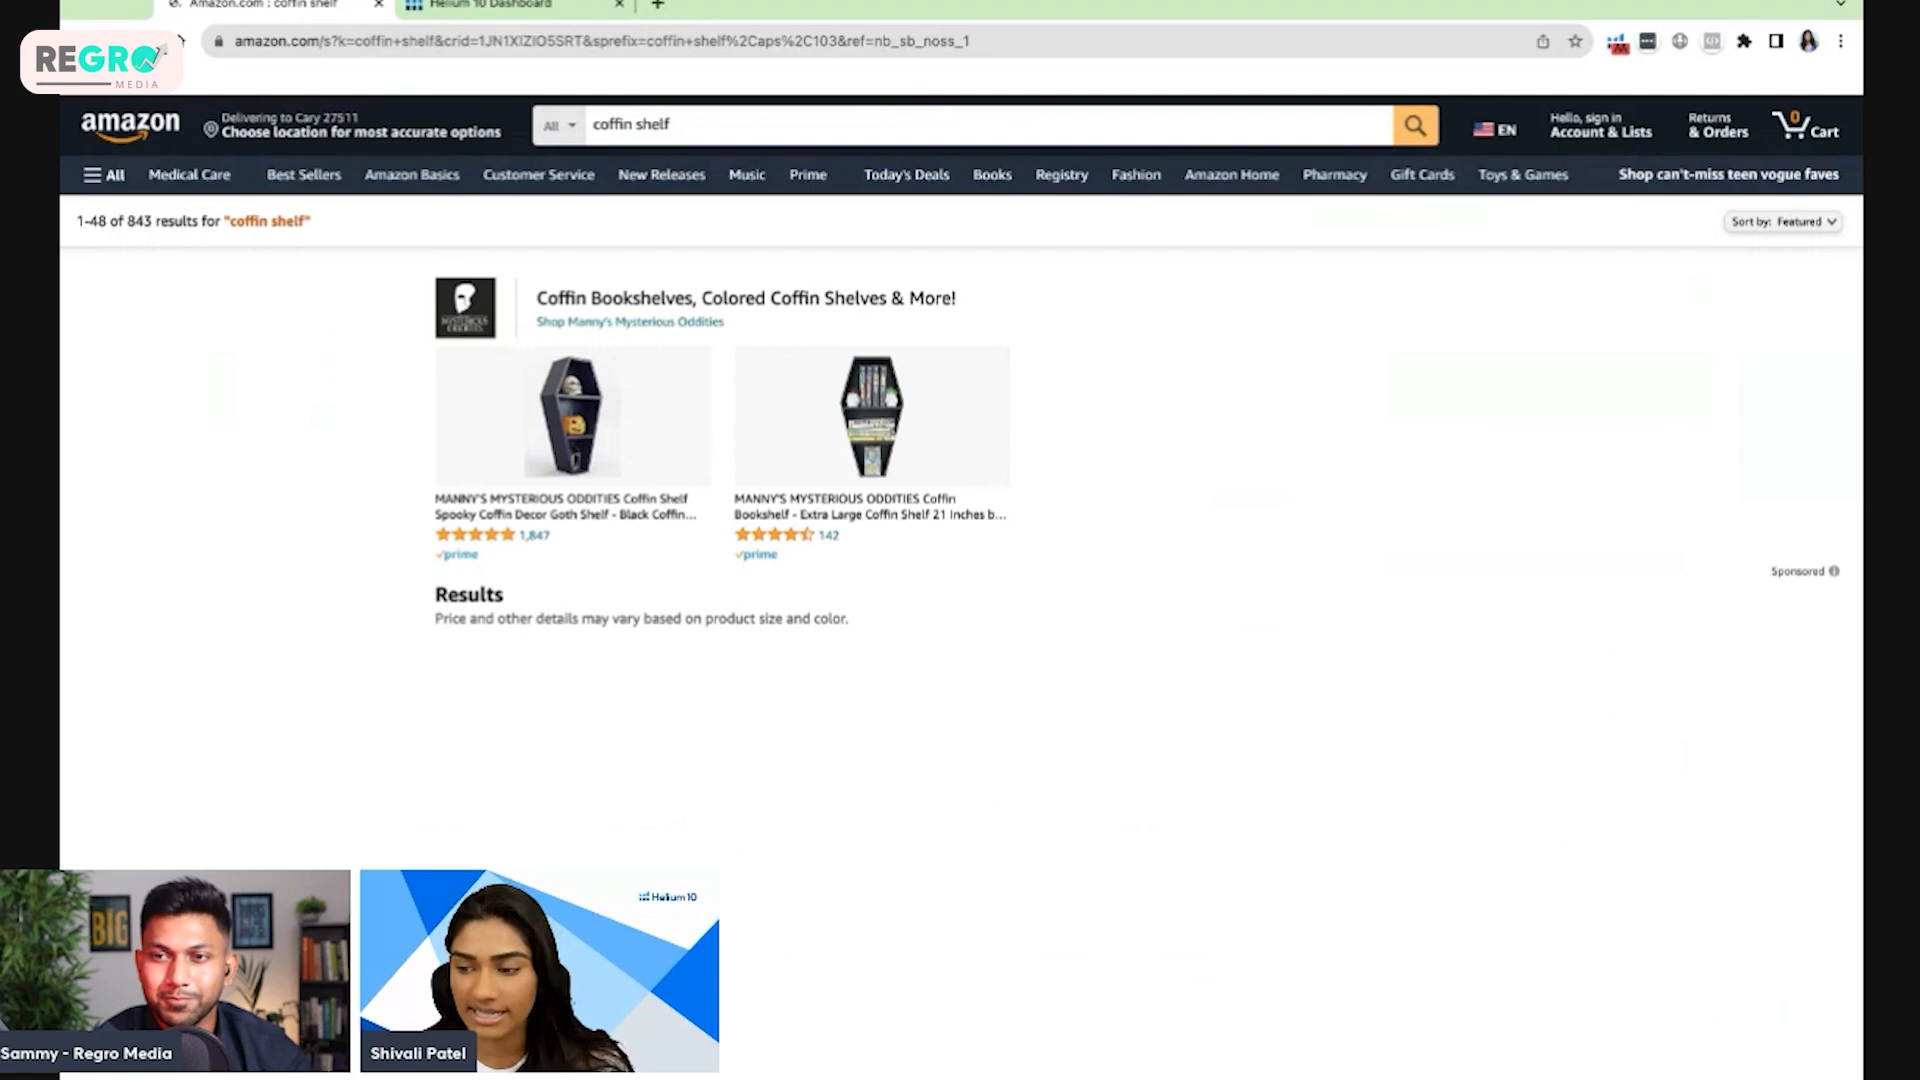 Amazon.com : coffin shelf
Helium 10 Dashboard
REGRO
MEDIA
amazon.com/s?k=coffin+shelf&crid=1JN1XIZIO5SRT&sprefix=coffin+shelf%2Caps%2C103&ref=nb_sb_noss_1
amazon
Delivering to Cary 27511
Choose location for most accurate options
All
coffin shelf
EN
Hello, sign in
Account & Lists
Returns
& Orders
0
Cart
All
Medical Care
Best Sellers
Amazon Basics
Customer Service
New Releases
Music
Prime
Today's Deals
Books
Registry
Fashion
Amazon Home
Pharmacy
Gift Cards
Toys & Games
Shop can't-miss teen vogue faves
1-48 of 843 results for "coffin shelf"
Sort by: Featured
MYSTERIOUS
ODDITIES
Coffin Bookshelves, Colored Coffin Shelves & More!
Shop Manny's Mysterious Oddities
MANNY'S MYSTERIOUS ODDITIES Coffin Shelf
Spooky Coffin Decor Goth Shelf - Black Coffin...
1,847
prime
MANNY'S MYSTERIOUS ODDITIES Coffin
Bookshelf - Extra Large Coffin Shelf 21 Inches b...
142
prime
Sponsored
Results
Price and other details may vary based on product size and color.
BIG
Helium 10
Sammy - Regro Media
Shivali Patel